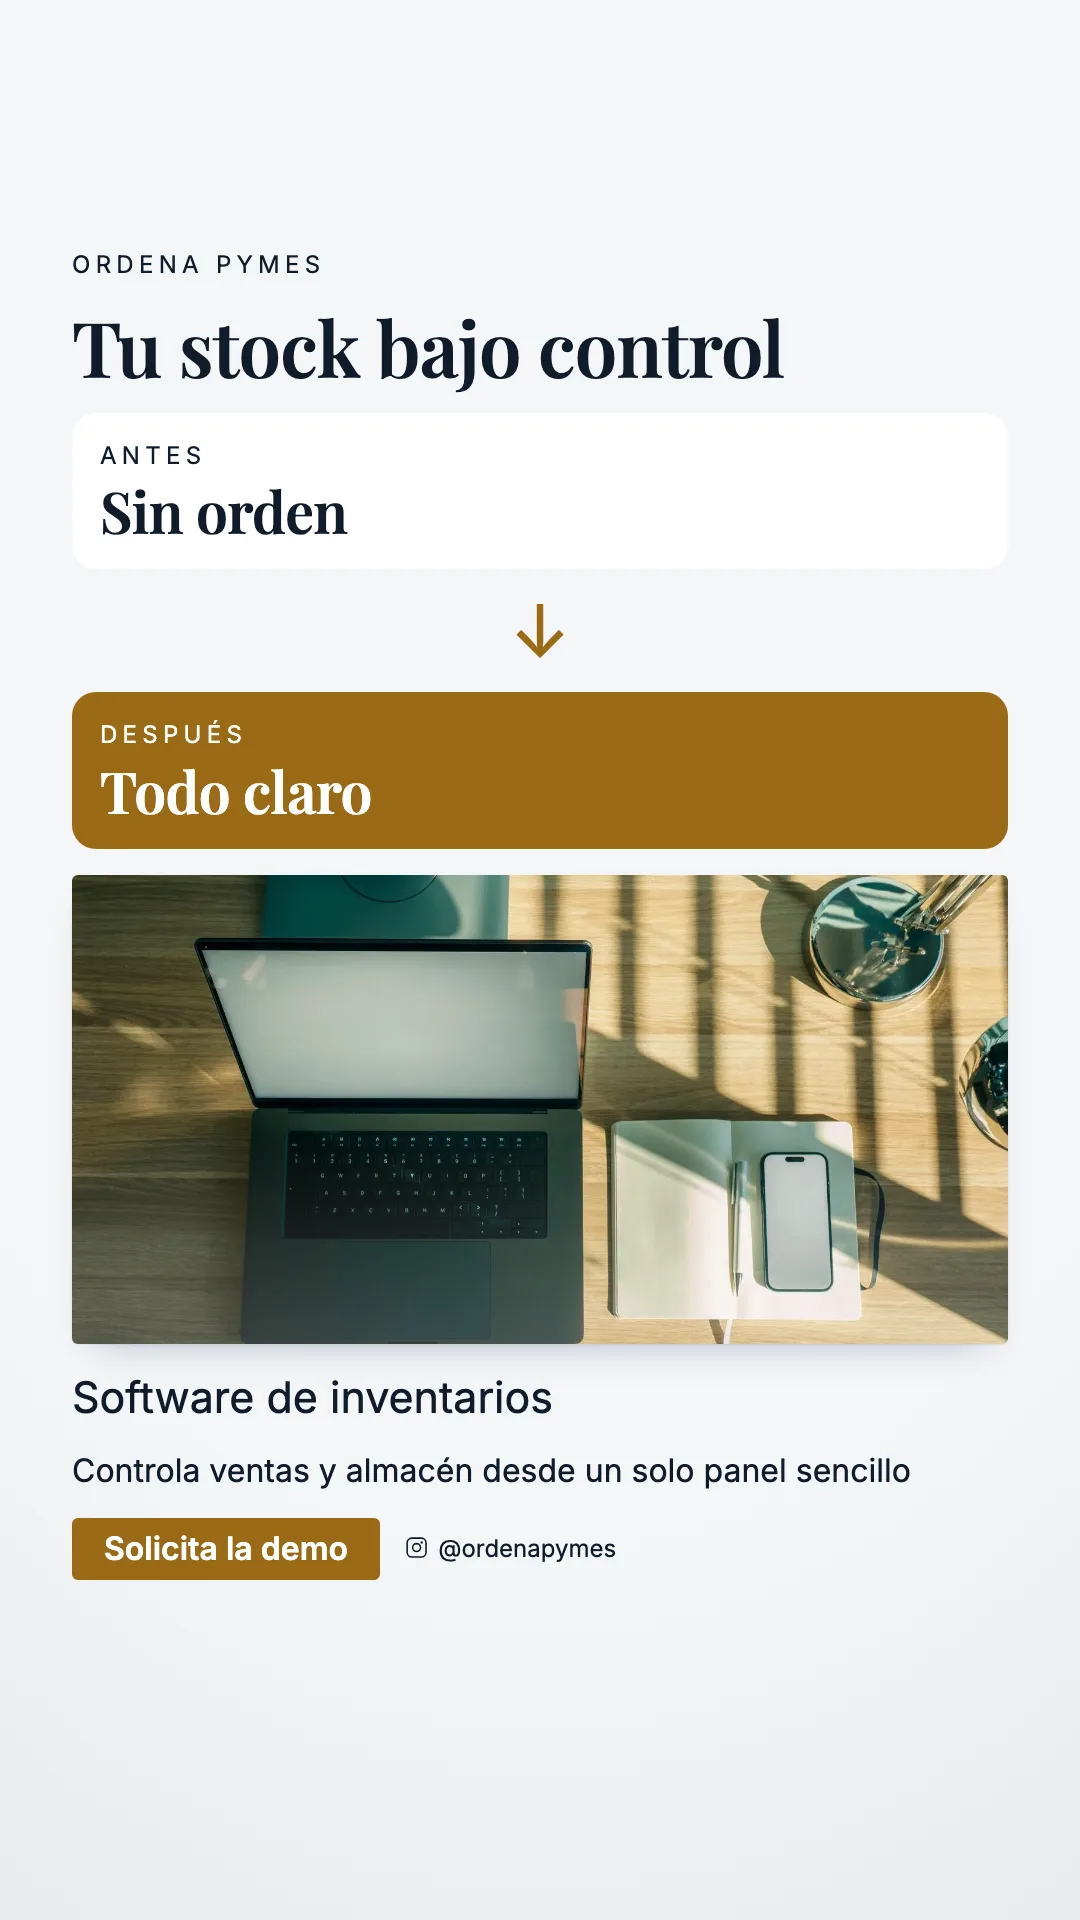 ORDENA PYMES
Tu stock bajo control
ANTES
Sin orden
DESPUÉS
Todo claro
Software de inventarios
Controla ventas y almacén desde un solo panel sencillo
Solicita la demo
@ordenapymes